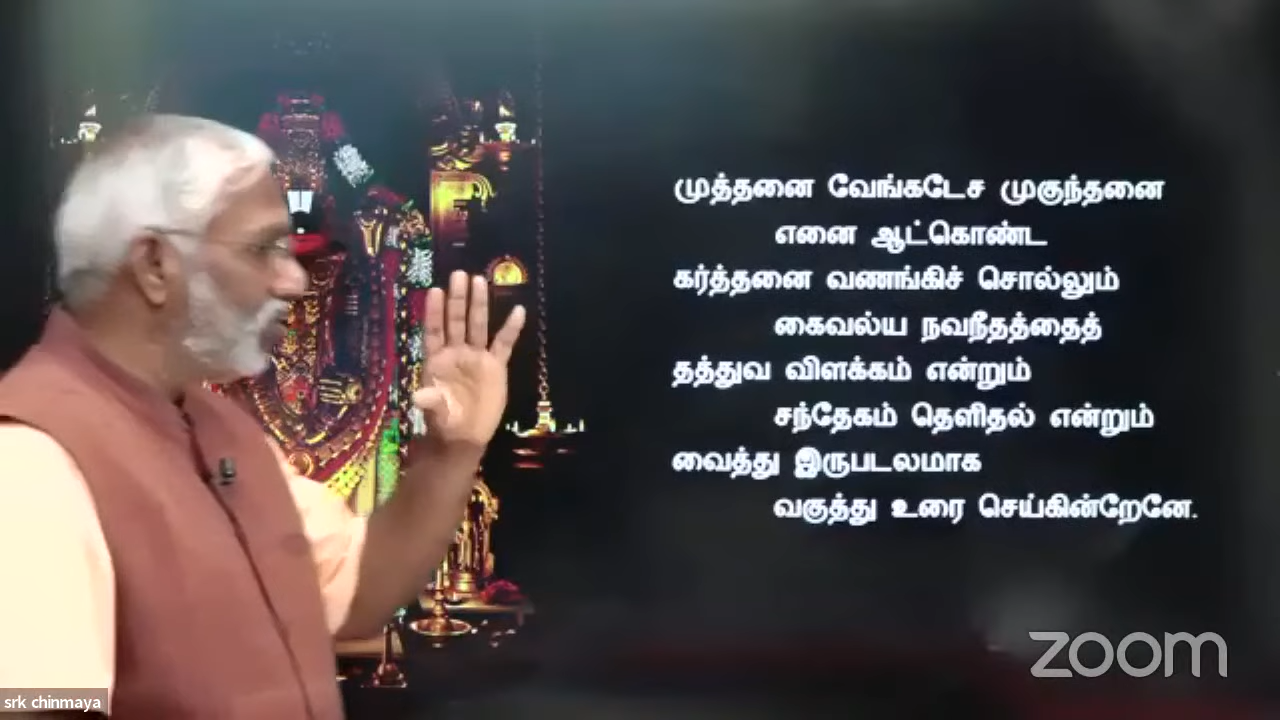 முத்தனை வேங்கடேச முகுந்தனை
எனை ஆட்கொண்ட
கர்த்தனை வணங்கிச் சொல்லும்
கைவல்ய நவநீதத்தைத்
தத்துவ விளக்கம் என்றும்
சந்தேகம் தெளிதல் என்றும்
வைத்து இருபடலமாக
வகுத்து உரை செய்கின்றேனே.
zoom
srk chinmaya